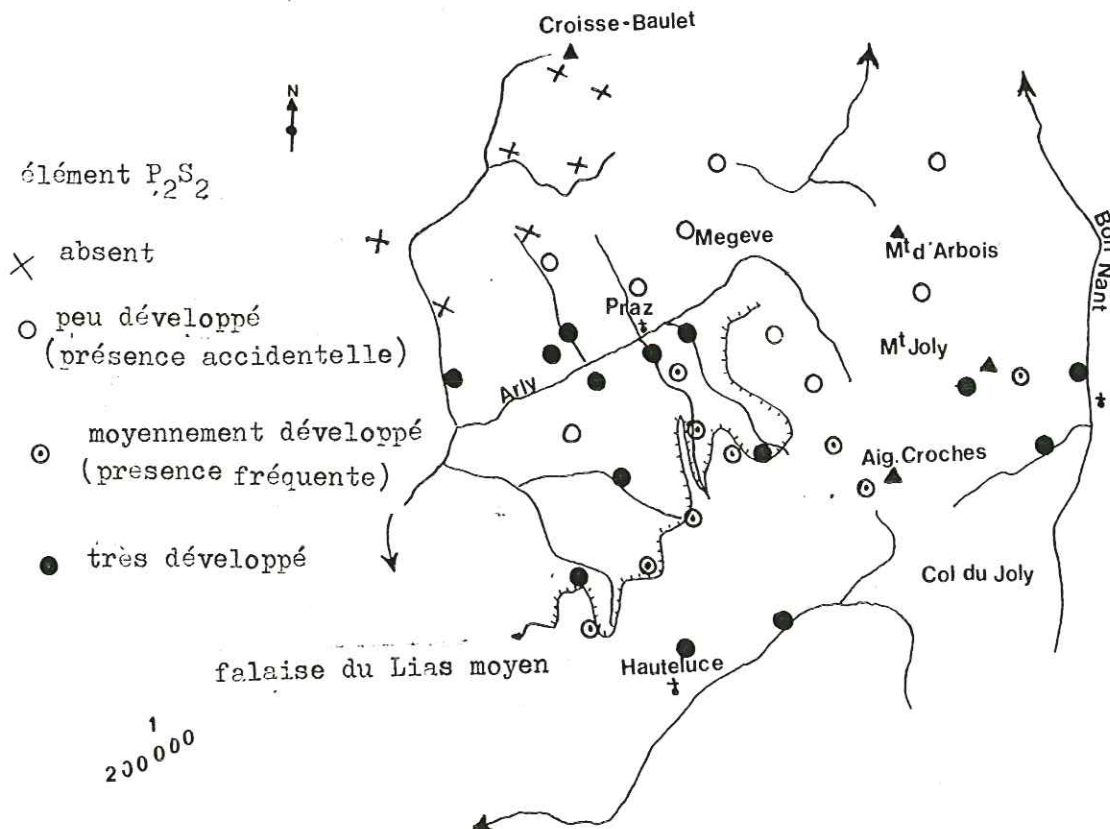 Croisse-Baulet
N
élément P2S2
absent
peu développé
(présence accidentelle)
moyennement développé
(presence fréquente)
très développé
Megève
Mt d'Arbois
Bon Nant
Praz
Mt Joly
Arly
Aig. Croches
Col du Joly
Hauteluce
falaise du Lias moyen
1
200000